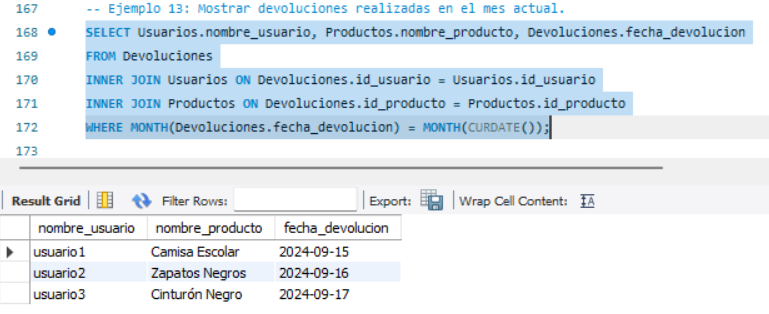 167 -- Ejemplo 13: Mostrar devoluciones realizadas en el mes actual.
168 SELECT Usuarios.nombre_usuario, Productos.nombre_producto, Devoluciones.fecha_devolucion
169 FROM Devoluciones
170 INNER JOIN Usuarios ON Devoluciones.id_usuario = Usuarios.id_usuario
171 INNER JOIN Productos ON Devoluciones.id_producto = Productos.id_producto
172 WHERE MONTH(Devoluciones.fecha_devolucion) = MONTH(CURDATE());
173
Result Grid Filter Rows: Export: Wrap Cell Content: IA
nombre_usuario nombre_producto fecha_devolucion
usuario1 Camisa Escolar 2024-09-15
usuario2 Zapatos Negros 2024-09-16
usuario3 Cinturón Negro 2024-09-17